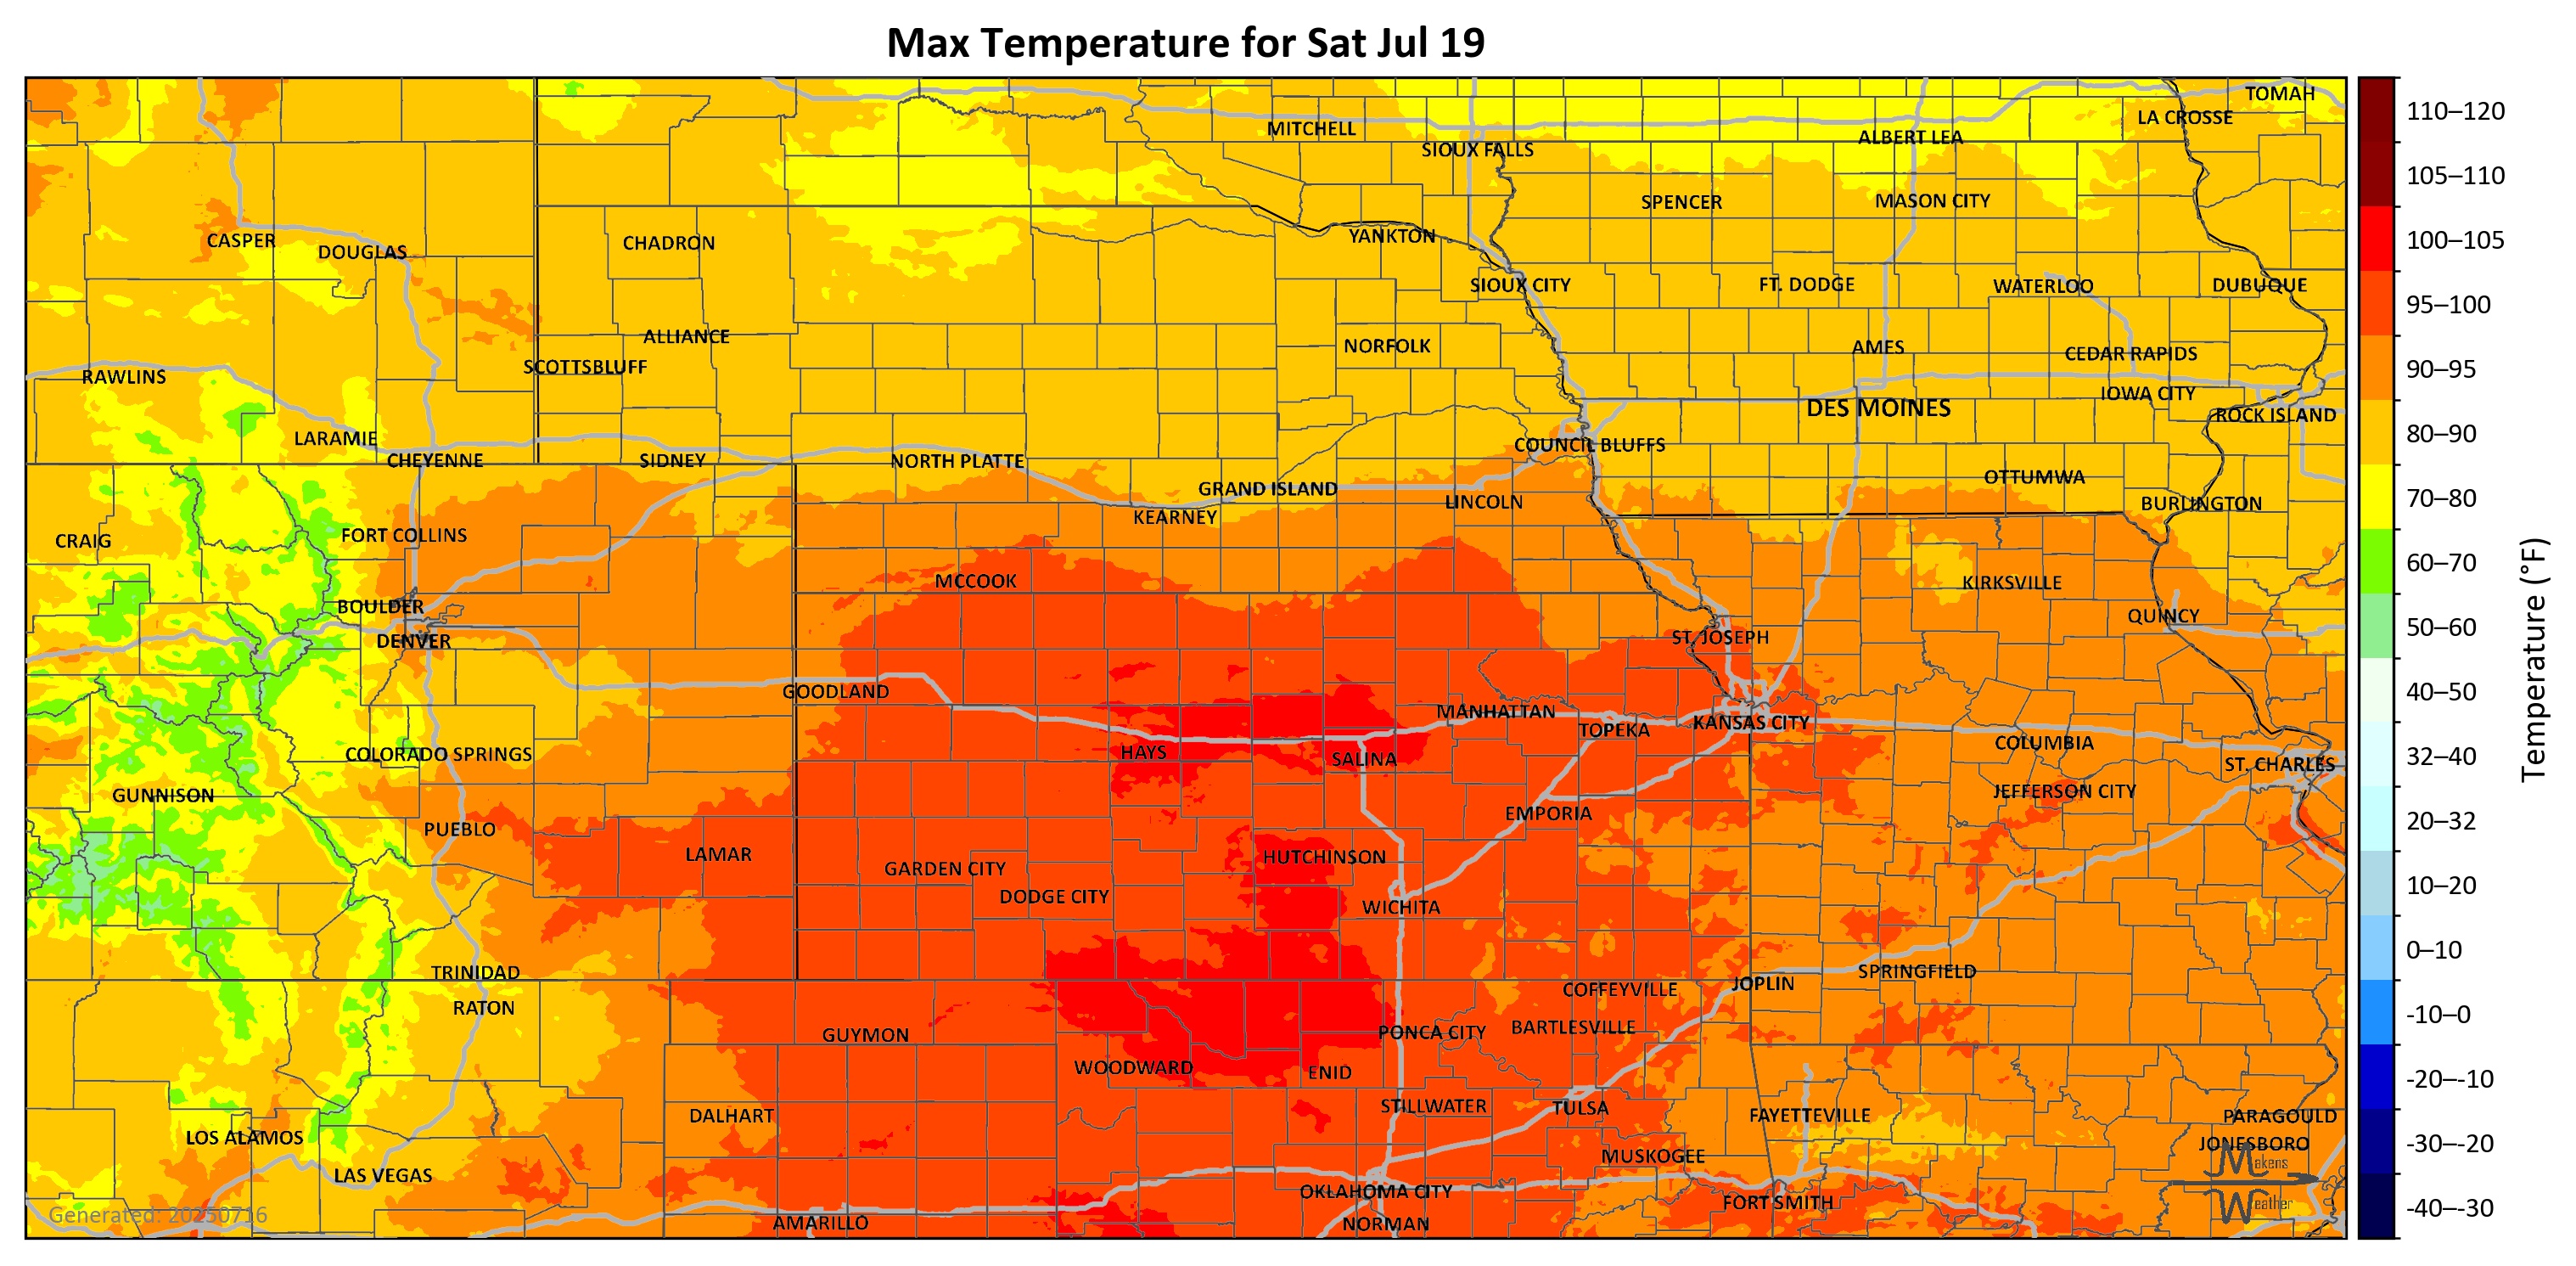 Max Temperature for Sat Jul 19
TOMAH
LA CROSSE
MITCHELL
ALBERT LEA
SIOUX FALLS
SPENCER
MASON CITY
CASPER
DOUGLAS
CHADRON
YANKTON
SIOUX CITY
FT. DODGE
WATERLOO
DUBUQUE
ALLIANCE
SCOTTSBLUFF
NORFOLK
AMES
CEDAR RAPIDS
RAWLINS
IOWA CITY
DES MOINES
ROCK ISLAND
LARAMIE
COUNCIL BLUFFS
CHEYENNE
SIDNEY
NORTH PLATTE
OTTUMWA
GRAND ISLAND
LINCOLN
BURLINGTON
KEARNEY
FORT COLLINS
CRAIG
MCCOOK
KIRKSVILLE
BOULDER
QUINCY
DENVER
ST. JOSEPH
GOODLAND
MANHATTAN
KANSAS CITY
TOPEKA
COLUMBIA
COLORADO SPRINGS
HAYS
SALINA
ST. CHARLES
GUNNISON
JEFFERSON CITY
EMPORIA
PUEBLO
LAMAR
HUTCHINSON
GARDEN CITY
DODGE CITY
WICHITA
TRINIDAD
SPRINGFIELD
JOPLIN
COFFEYVILLE
RATON
GUYMON
PONCA CITY
BARTLESVILLE
WOODWARD
ENID
DALHART
STILLWATER
TULSA
FAYETTEVILLE
PARAGOULD
LOS ALAMOS
JONESBORO
MUSKOGEE
LAS VEGAS
OKLAHOMA CITY
FORT SMITH
AMARILLO
NORMAN
Generated: 20250716
Makens
Weather
110–120
105–110
100–105
95–100
90–95
80–90
70–80
60–70
50–60
40–50
32–40
20–32
10–20
0–10
-10–0
-20–-10
-30–-20
-40–-30
Temperature (°F)